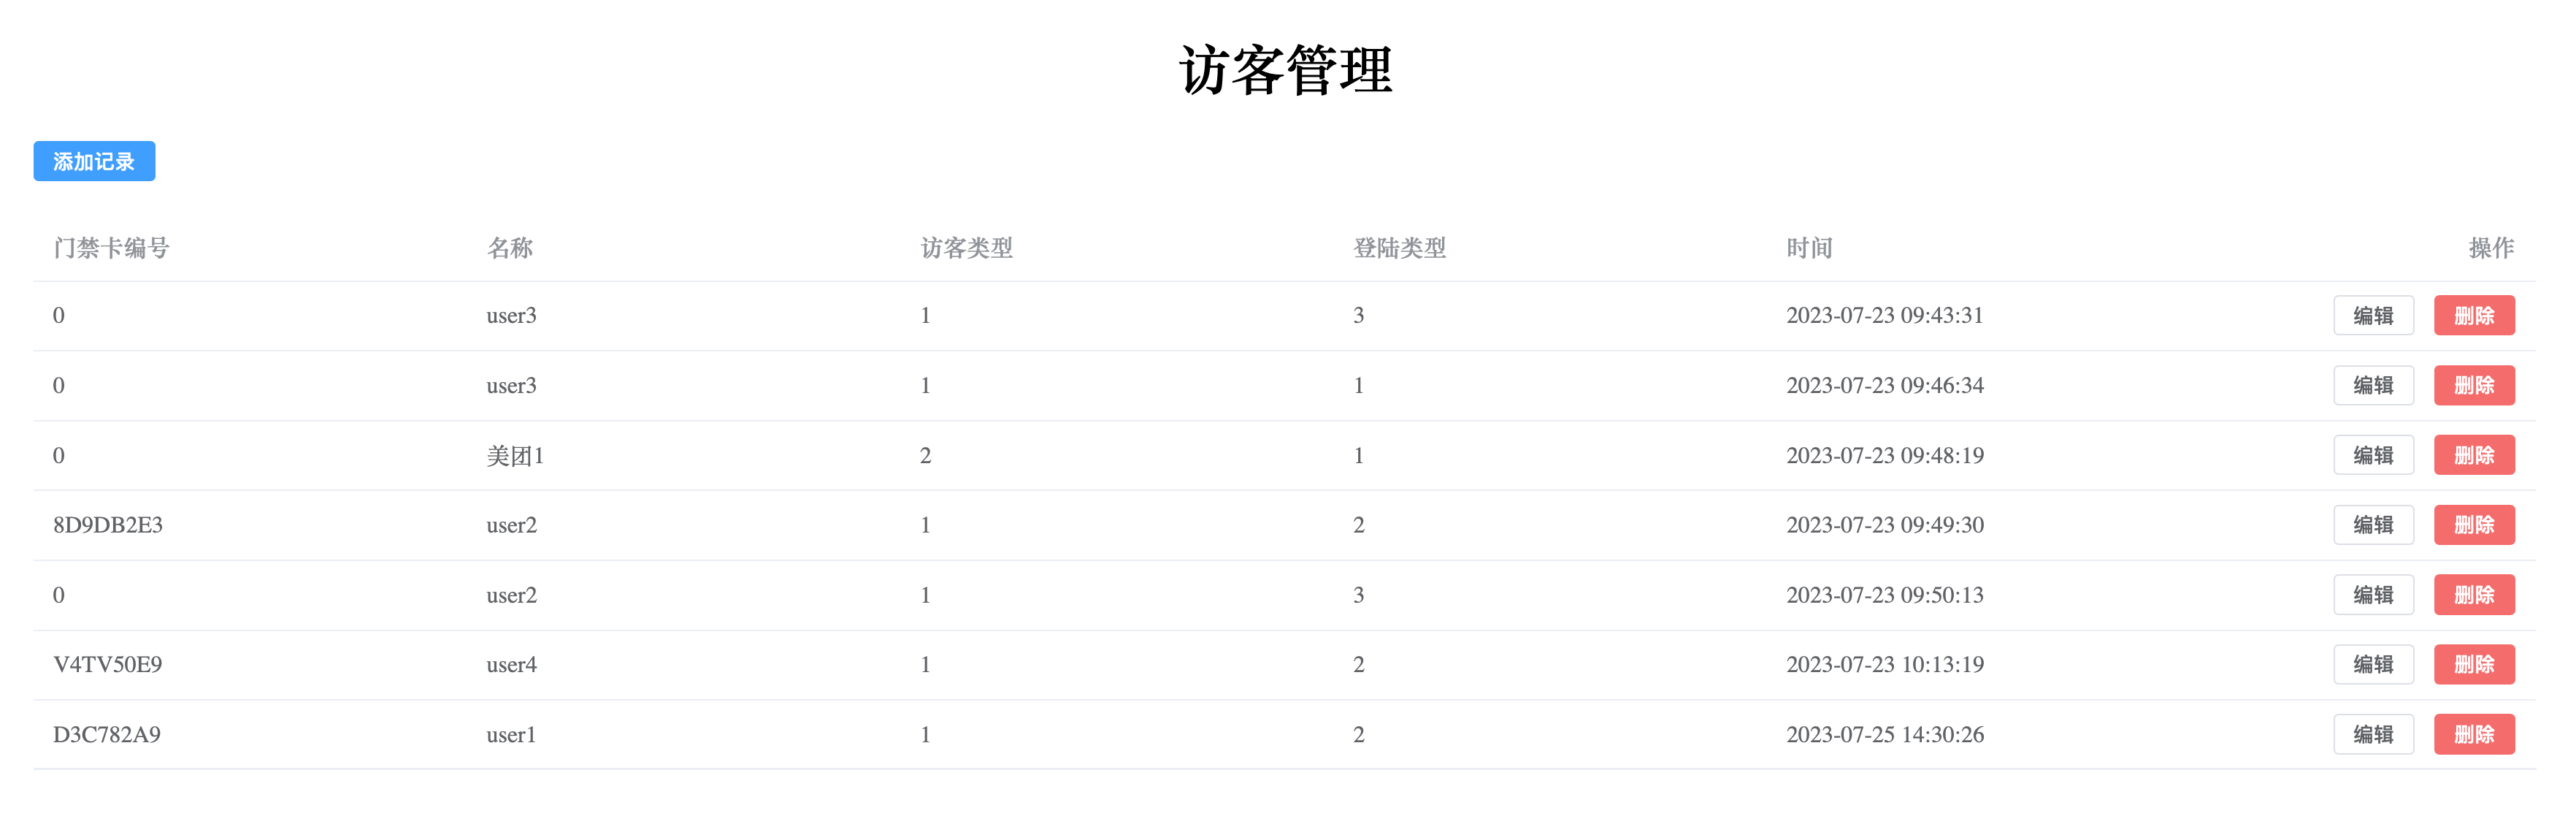 访客管理
添加记录
门禁卡编号 名称 访客类型 登陆类型 时间 操作
0 user3 1 3 2023-07-23 09:43:31 编辑 删除
0 user3 1 1 2023-07-23 09:46:34 编辑 删除
0 美团1 2 1 2023-07-23 09:48:19 编辑 删除
8D9DB2E3 user2 1 2 2023-07-23 09:49:30 编辑 删除
0 user2 1 3 2023-07-23 09:50:13 编辑 删除
V4TV50E9 user4 1 2 2023-07-23 10:13:19 编辑 删除
D3C782A9 user1 1 2 2023-07-25 14:30:26 编辑 删除